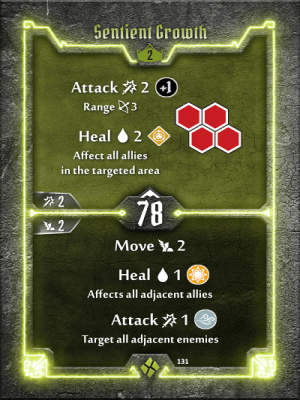 Sentient Growth
2
Attack 2 +1
Range 3
Heal 2
Affect all allies
in the targeted area
2
78
2
Move 2
Heal 1
Affects all adjacent allies
Attack 1
Target all adjacent enemies
131